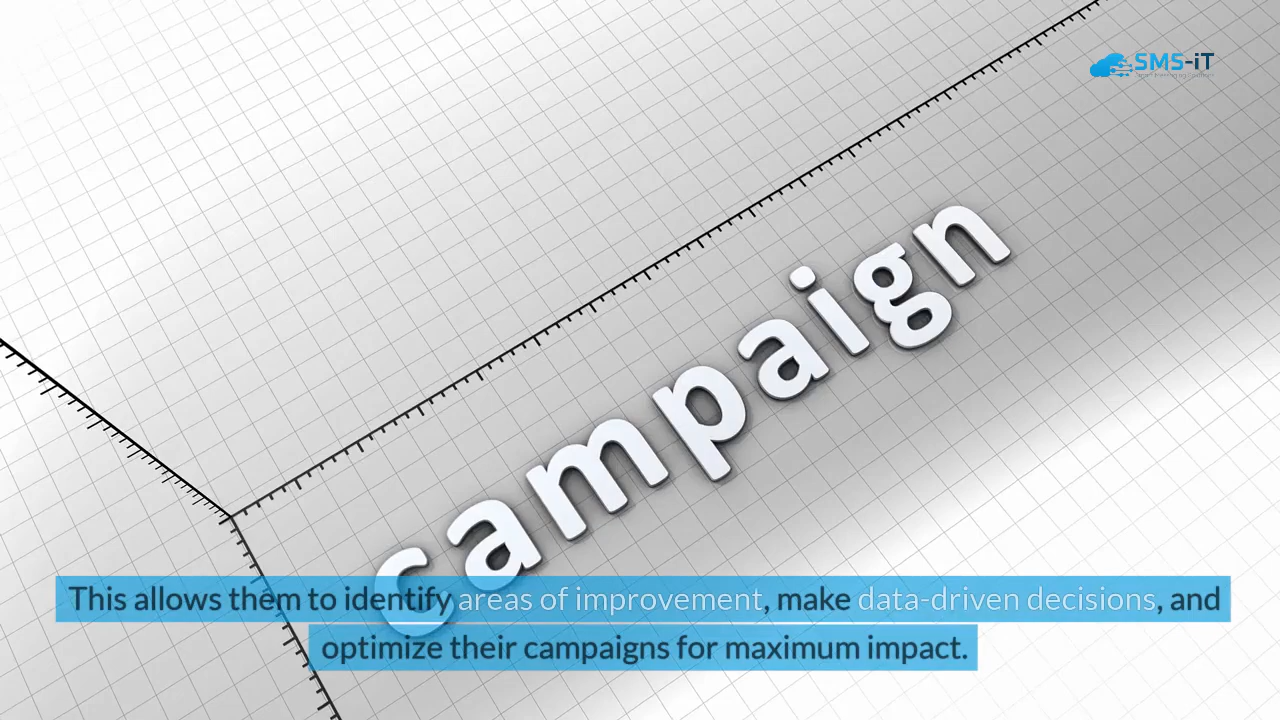 SMS-iT
campaign
This allows them to identify areas of improvement, make data-driven decisions, and
optimize their campaigns for maximum impact.